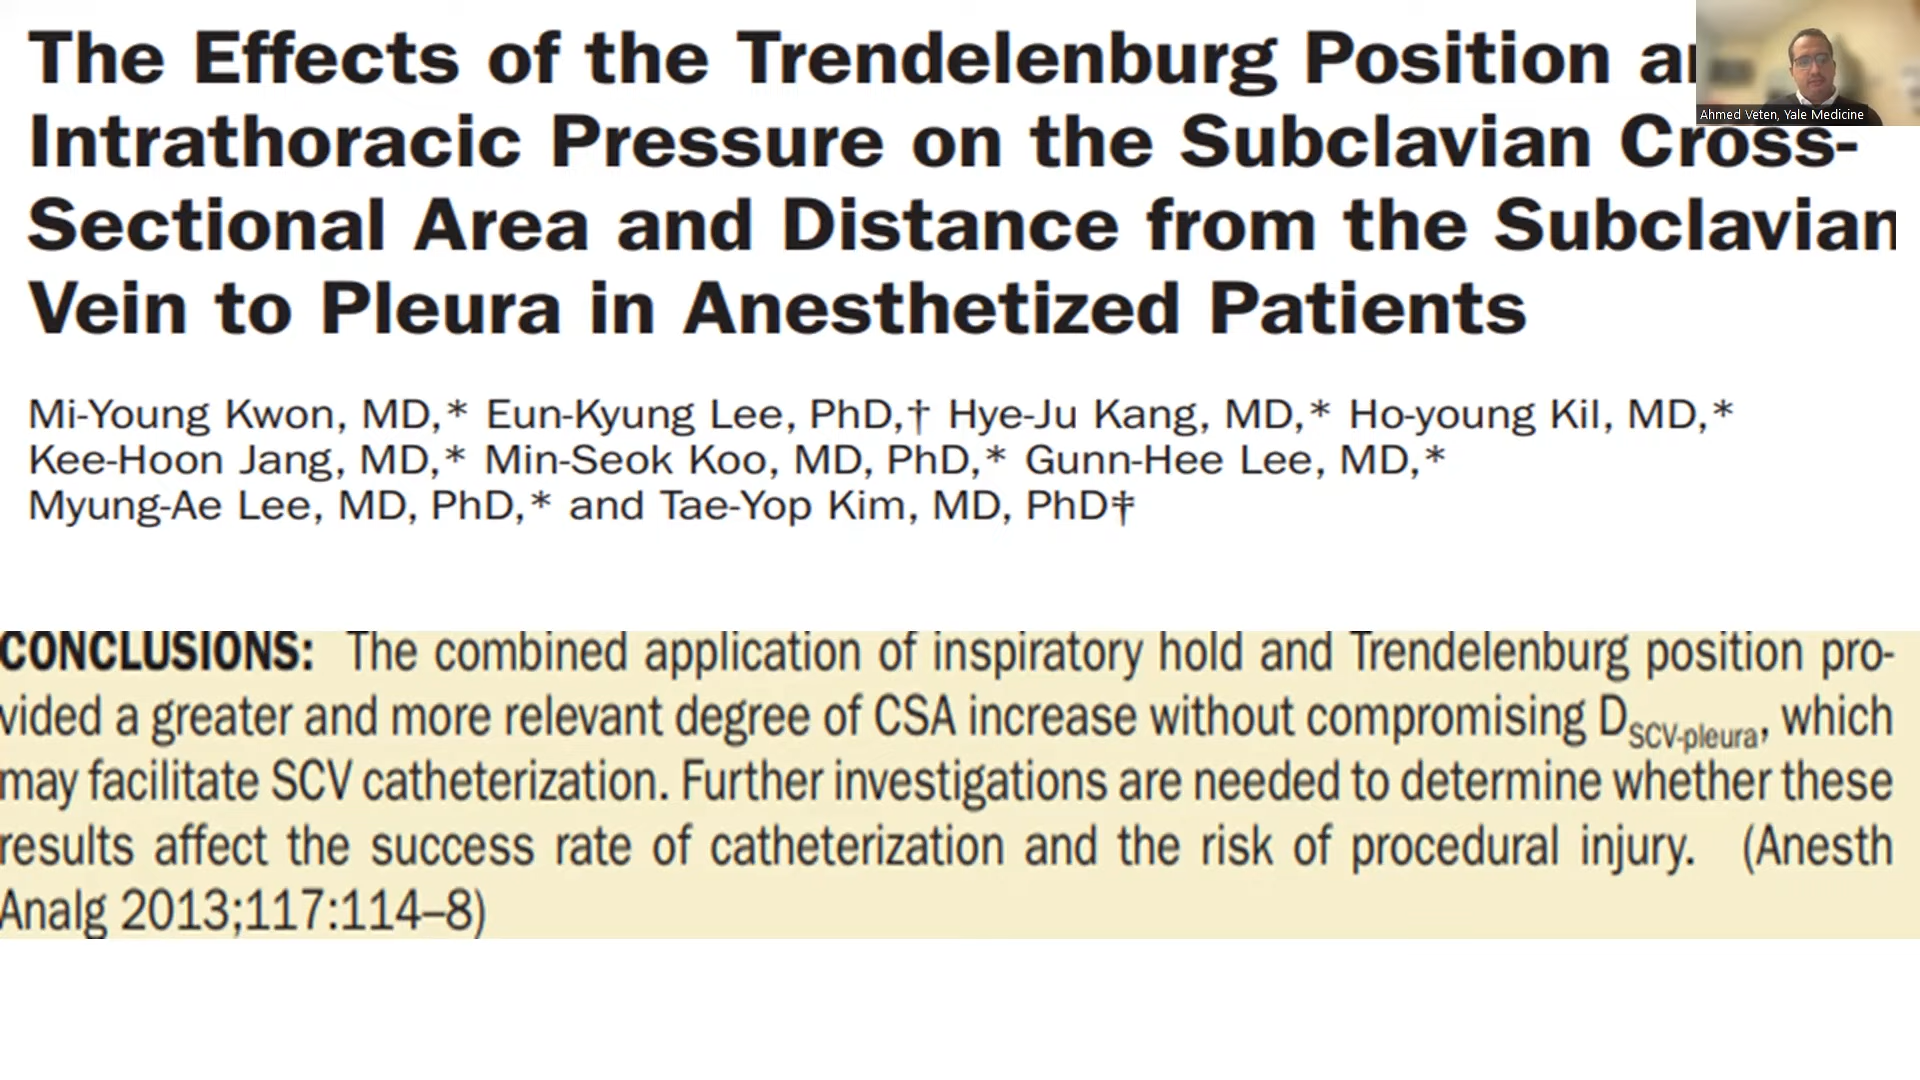 The Effects of the Trendelenburg Position
Ahmed Veten, Yale Medicine
Intrathoracic Pressure on the Subclavian Cross-
Sectional Area and Distance from the Subclavian
Vein to Pleura in Anesthetized Patients
Mi-Young Kwon, MD,* Eun-Kyung Lee, PhD,† Hye-Ju Kang, MD,* Ho-young Kil, MD,*
Kee-Hoon Jang, MD,* Min-Seok Koo, MD, PhD,* Gunn-Hee Lee, MD,*
Myung-Ae Lee, MD, PhD,* and Tae-Yop Kim, MD, PhD‡
CONCLUSIONS: The combined application of inspiratory hold and Trendelenburg position pro-
vided a greater and more relevant degree of CSA increase without compromising DSCV-pleura, which
may facilitate SCV catheterization. Further investigations are needed to determine whether these
results affect the success rate of catheterization and the risk of procedural injury. (Anesth
Analg 2013;117:114–8)